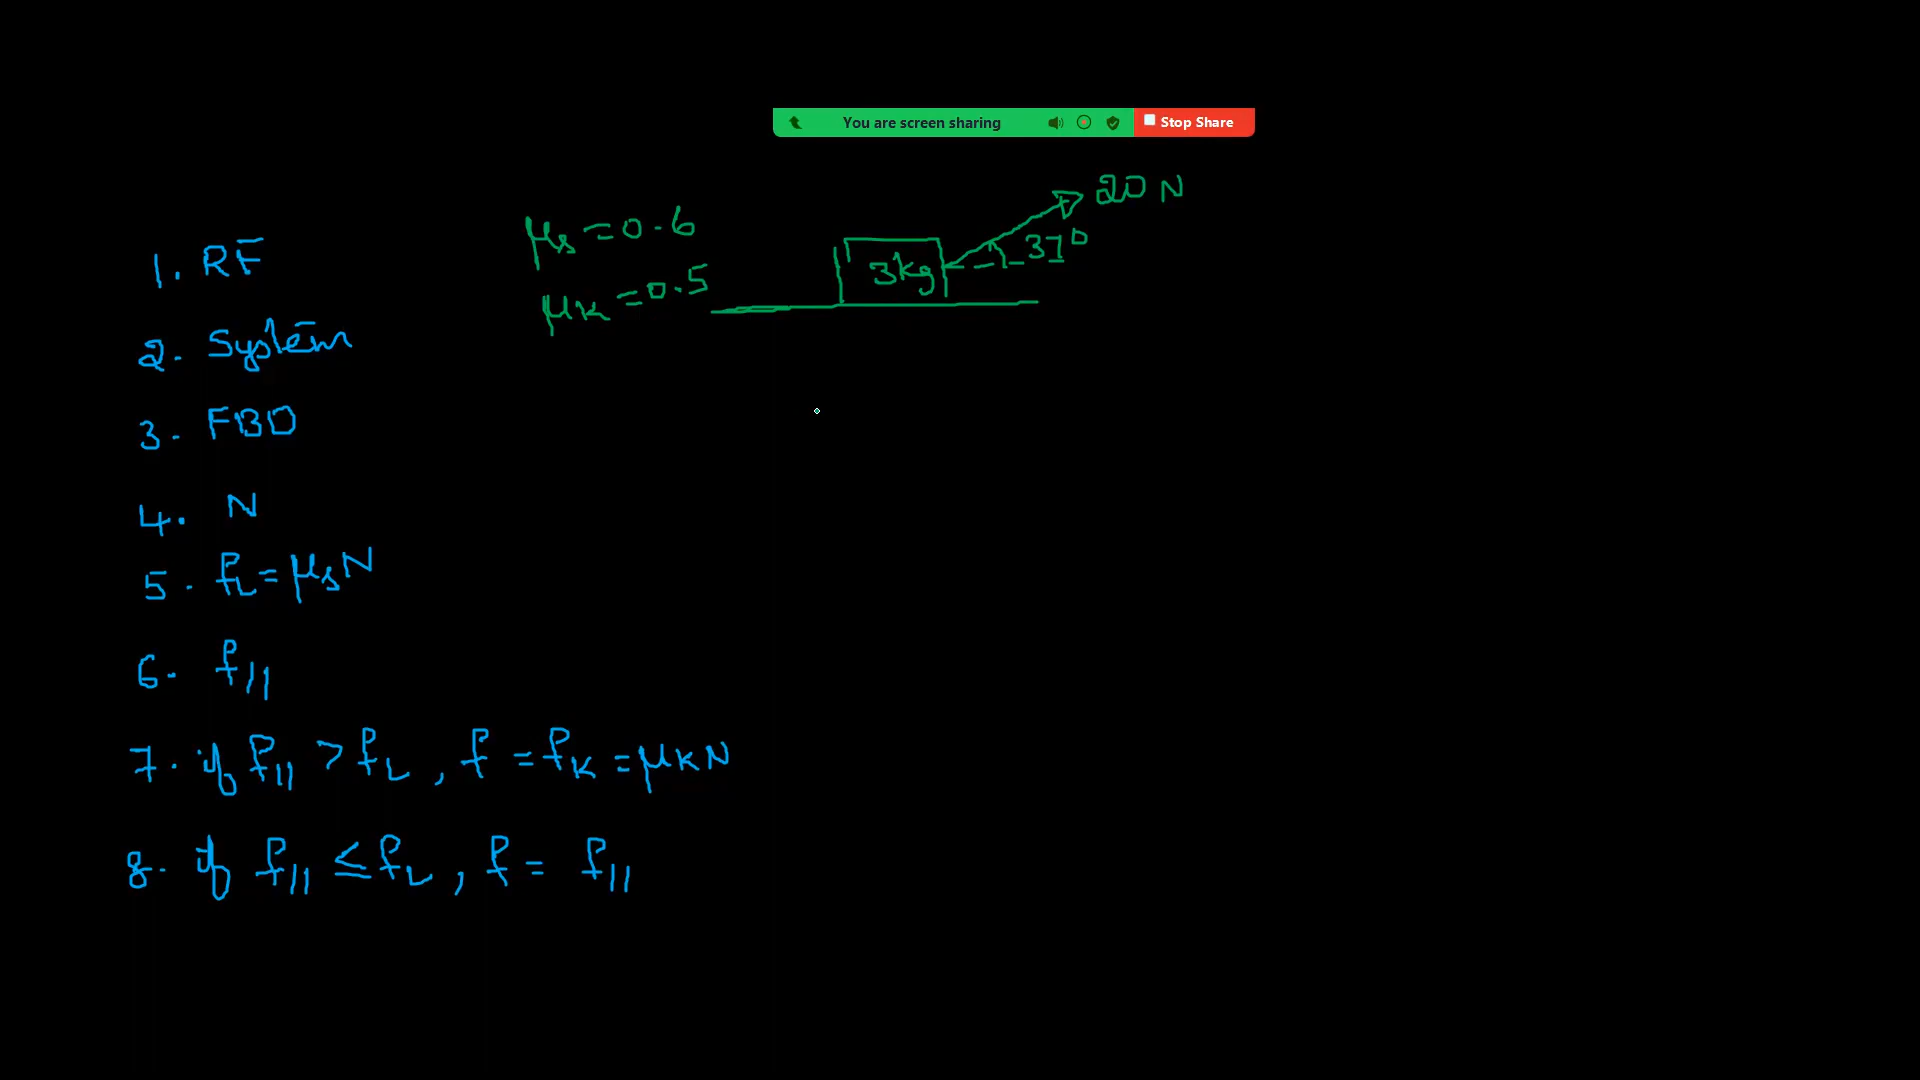 You are screen sharing Stop Share
20 N
μs = 0.6
37°
3kg
μk = 0.5
1. RF
2. System
3. FBD
4. N
5. fL = μsN
6. f||
7. if f|| > fL, f = fK = μKN
8. if f|| ≤ fL, f = f||